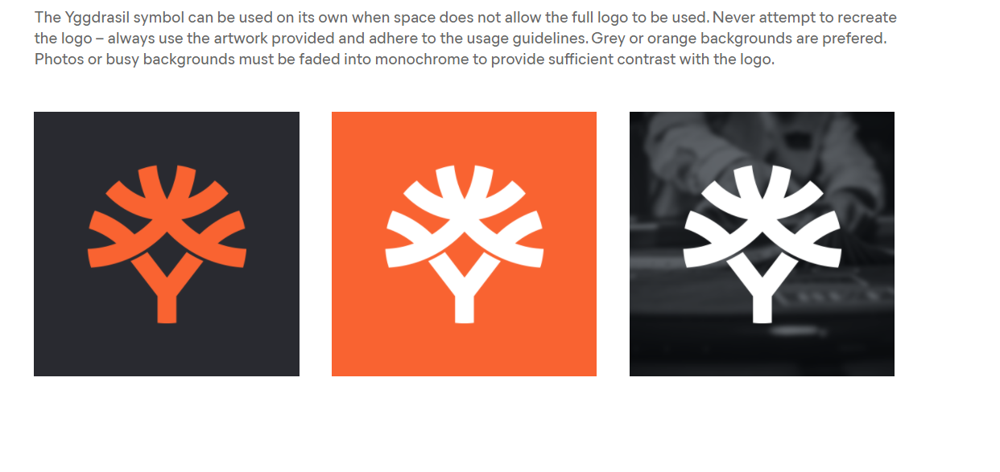 The Yggdrasil symbol can be used on its own when space does not allow the full logo to be used. Never attempt to recreate
the logo – always use the artwork provided and adhere to the usage guidelines. Grey or orange backgrounds are prefered.
Photos or busy backgrounds must be faded into monochrome to provide sufficient contrast with the logo.